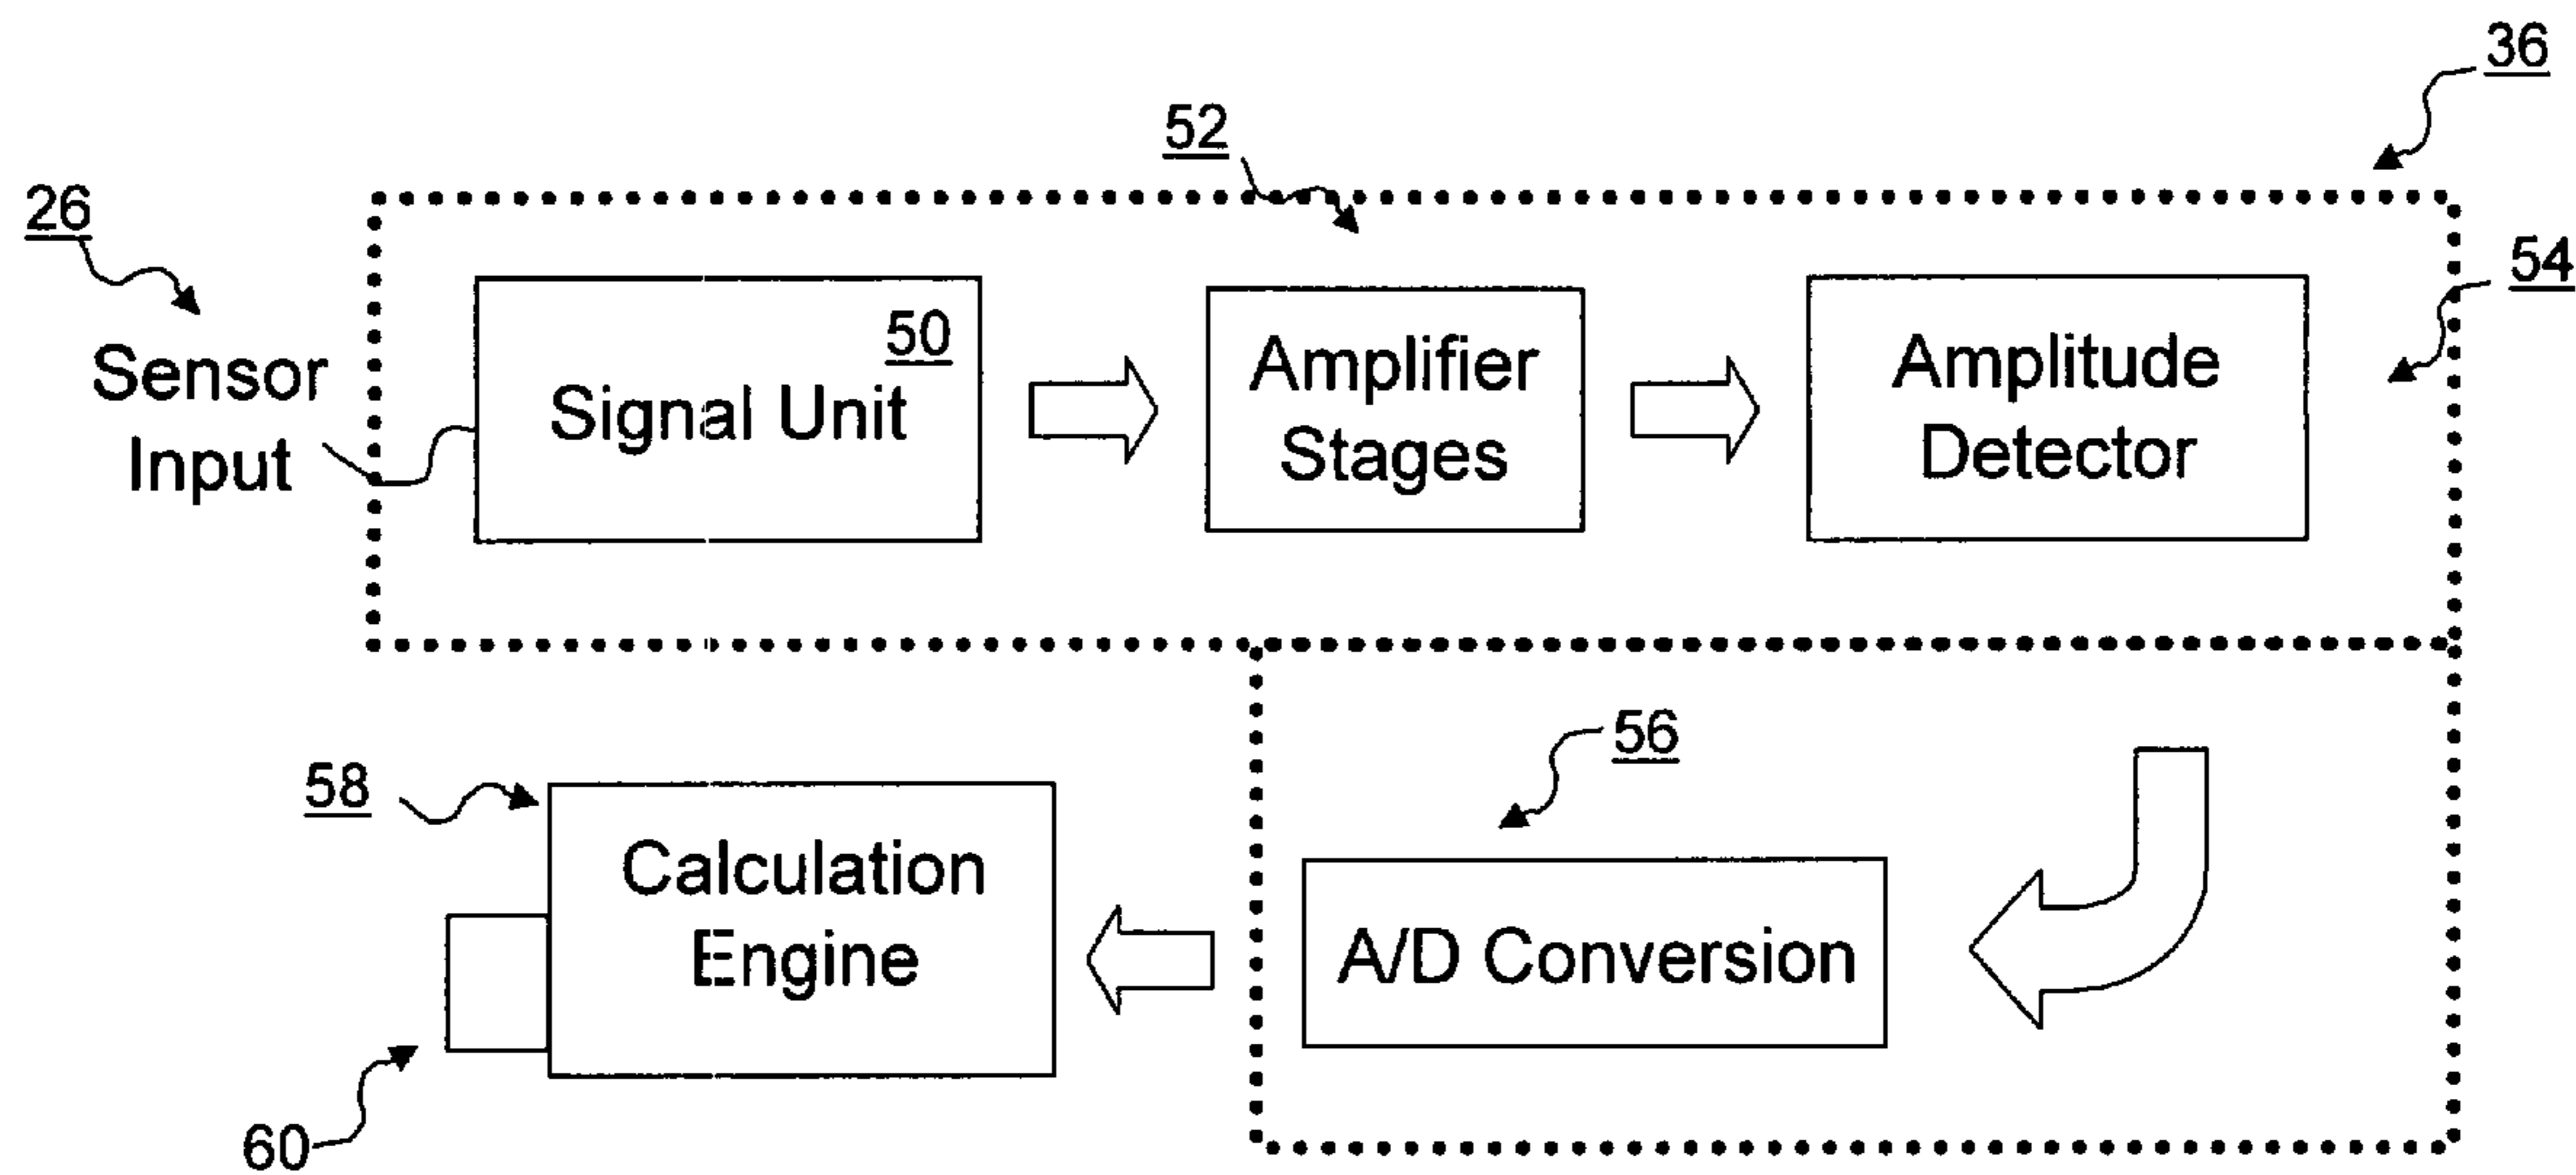 36
52
26
54
50
Sensor
Input
Signal Unit
Amplifier
Stages
Amplitude
Detector
56
58
Calculation
Engine
A/D Conversion
60